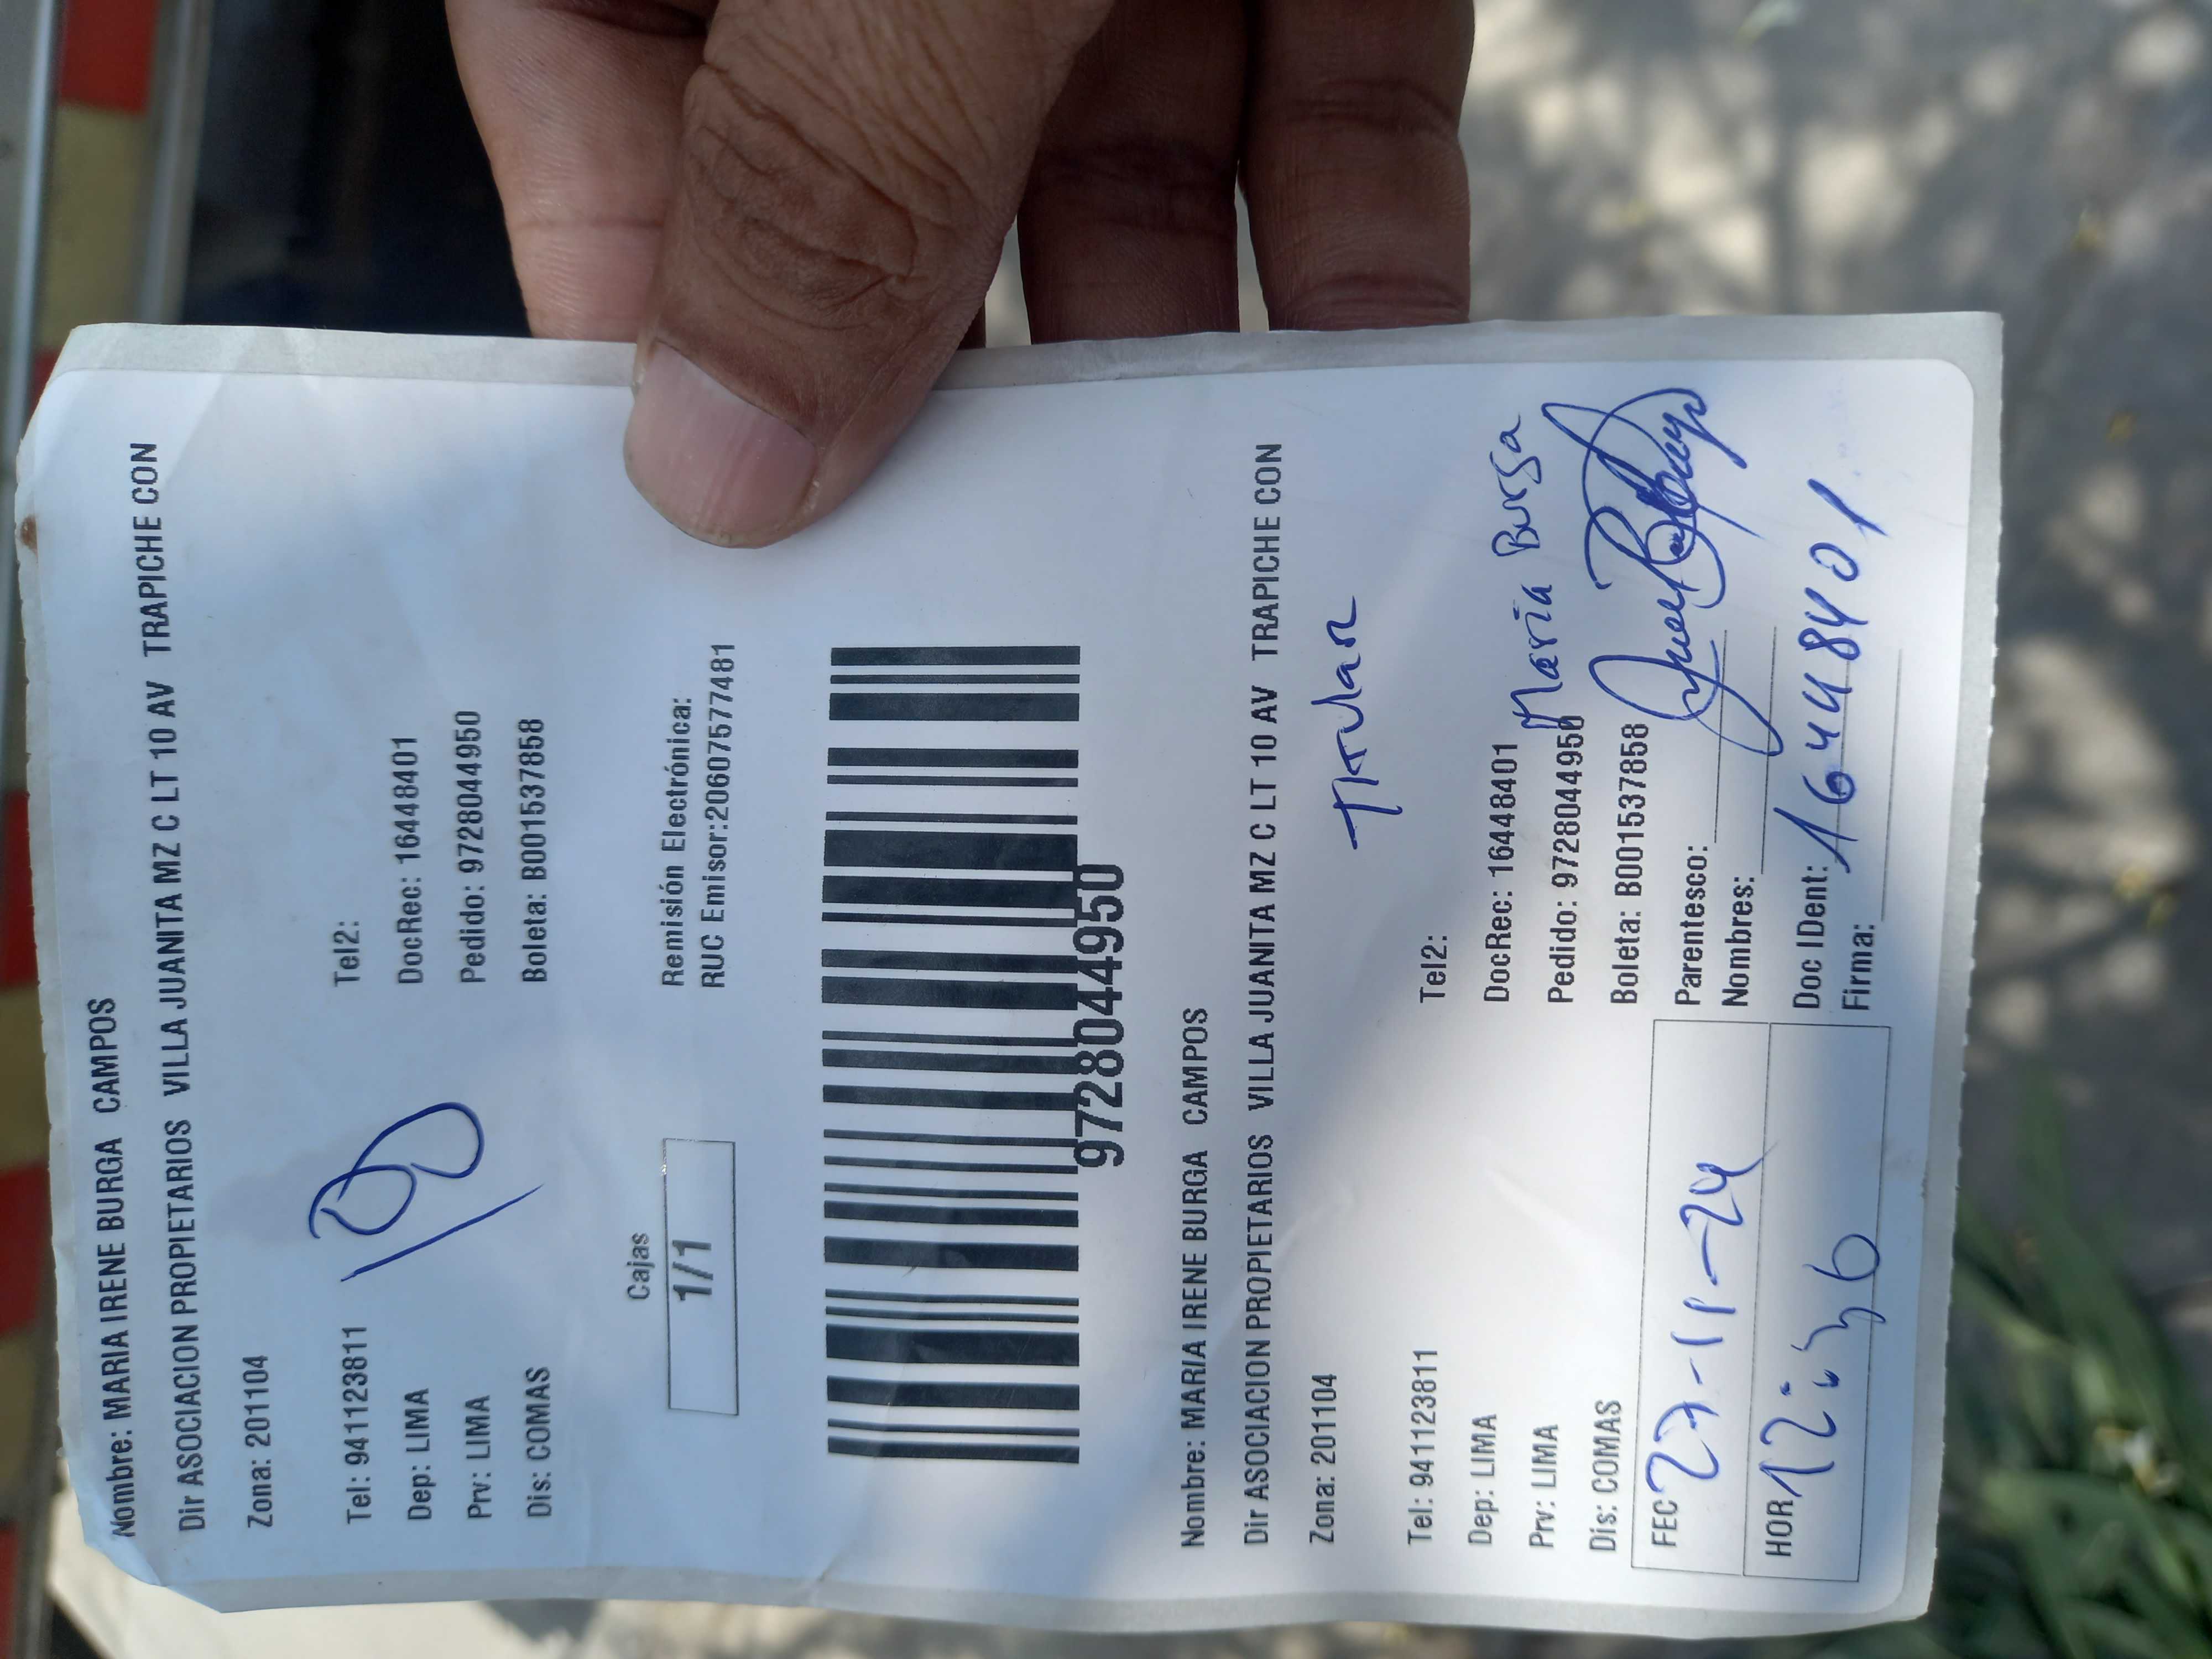 Nombre: MARIA IRENE BURGA CAMPOS
Dir ASOCIACION PROPIETARIOS VILLA JUANITA MZ C LT 10 AV TRAPICHE CON
Zona: 201104
Tel: 941123811 Tel2:
Dep: LIMA DocRec: 16448401
Prv: LIMA Pedido: 97280449​50
Dis: COMAS Boleta: B001537858
Cajas Remisión Electrónica:
1/1 RUC Emisor:20607577481
9728044950
Nombre: MARIA IRENE BURGA CAMPOS
Dir ASOCIACION PROPIETARIOS VILLA JUANITA MZ C LT 10 AV TRAPICHE CON
Zona: 201104 Titular
Tel: 941123811 Tel2:
Dep: LIMA DocRec: 16448401
Prv: LIMA Pedido: 9728044950 Maria Burga
Dis: COMAS Boleta: B001537858
FEC 27-11-24 Parentesco:
Nombres:
HOR 12:36 Doc IDent: 16448401
Firma: